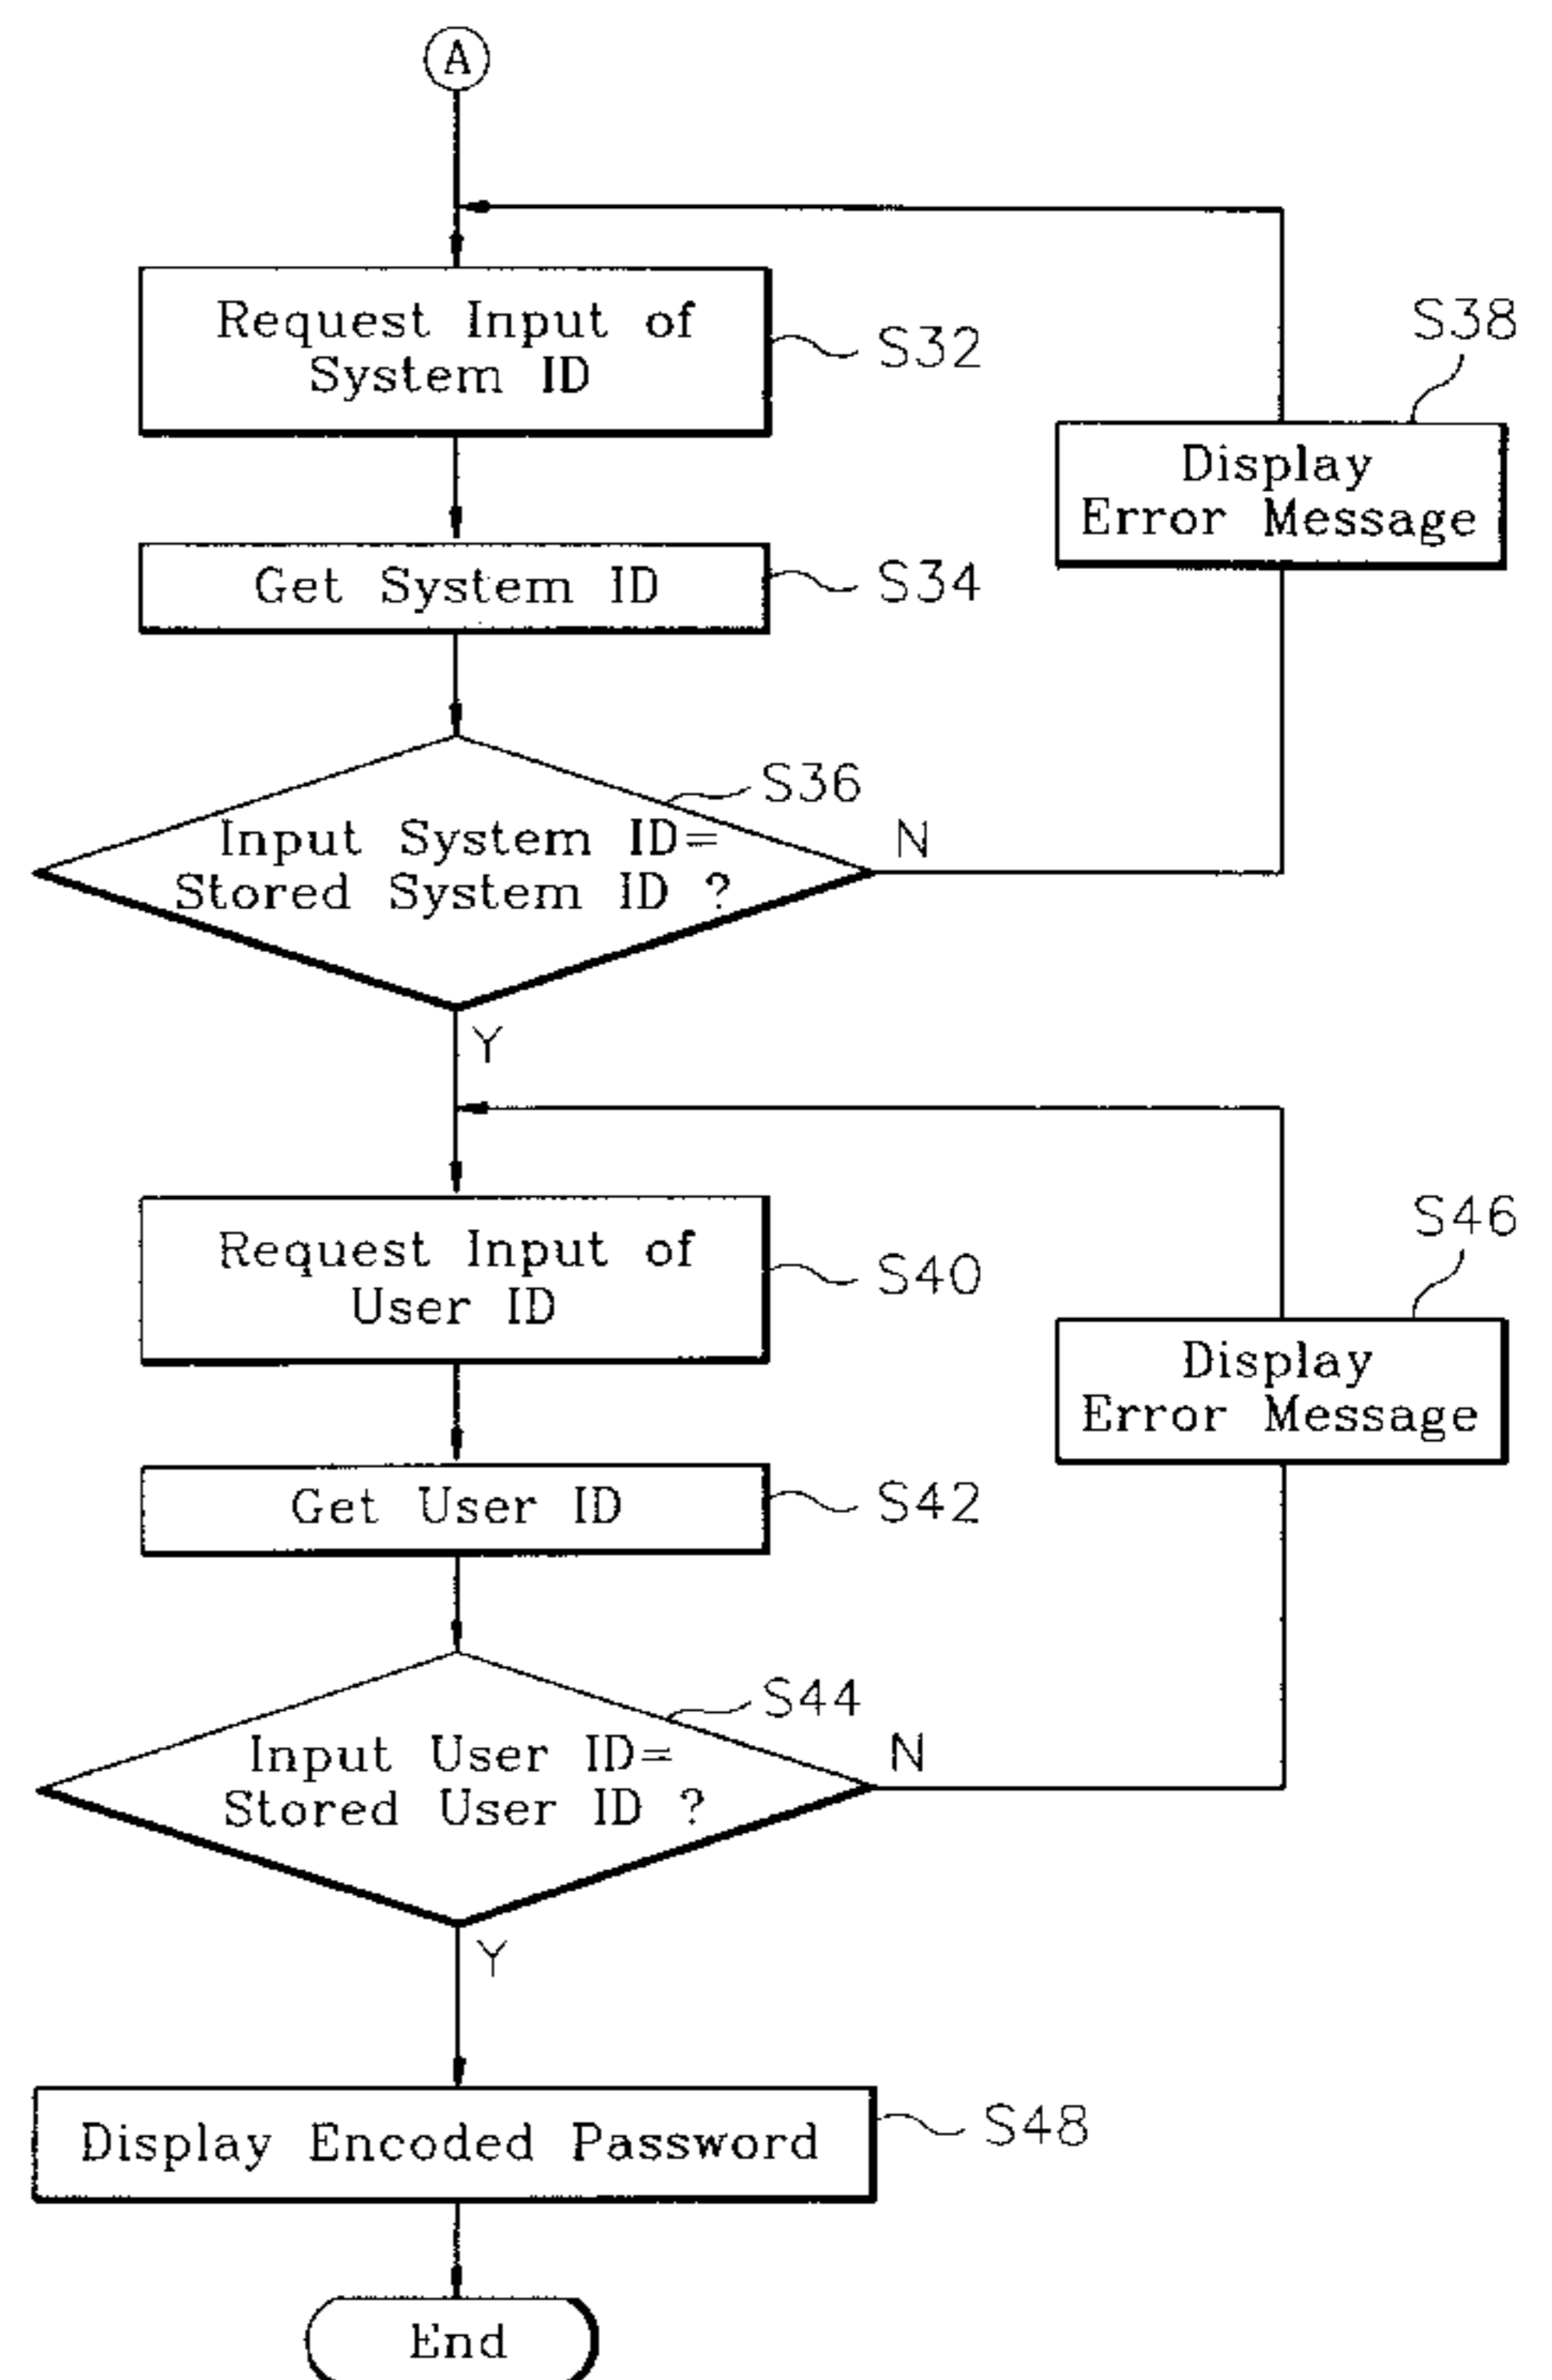 A
Request Input of
System ID
S32
S38
Display
Error Message
Get System ID
S34
S36
Input System ID=
Stored System ID ?
N
Y
Request Input of
User ID
S40
S46
Display
Error Message
Get User ID
S42
S44
Input User ID=
Stored User ID ?
N
Y
Display Encoded Password
S48
End